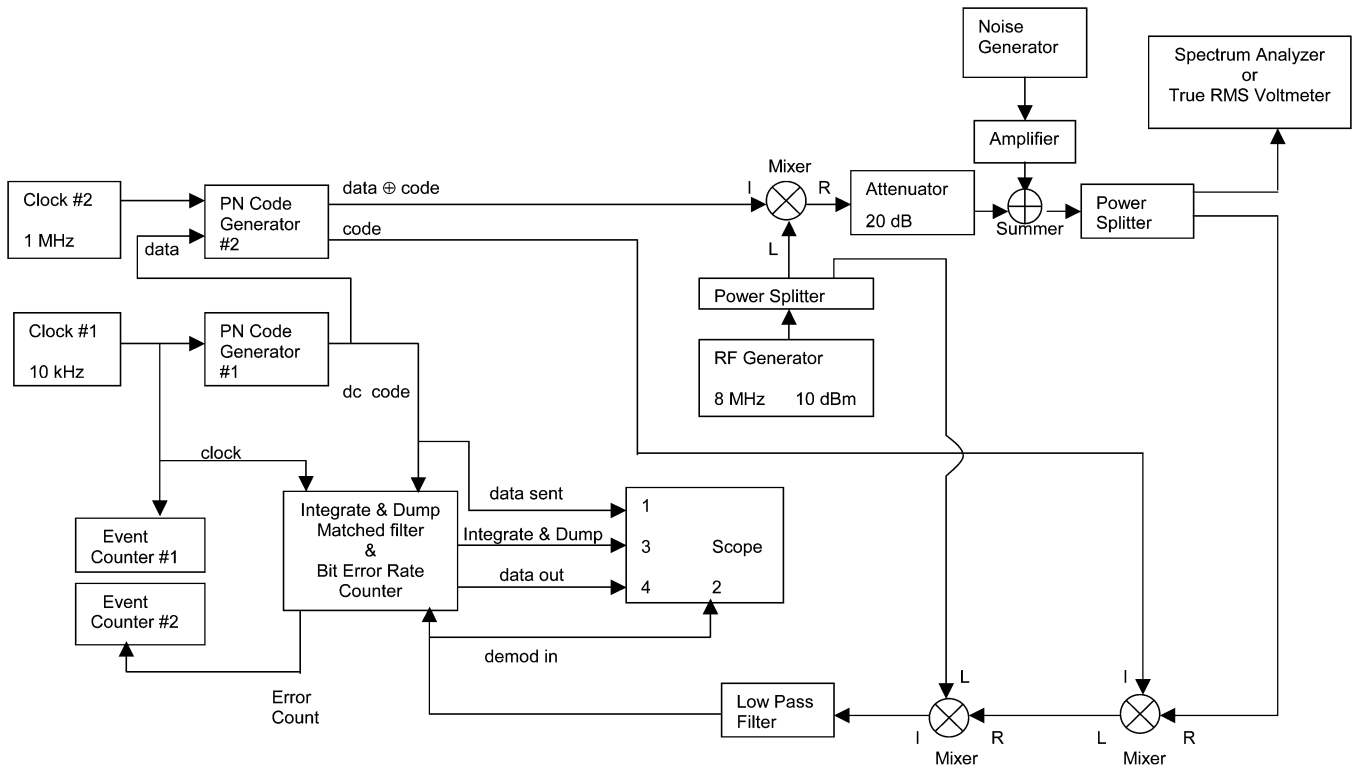 Noise
Generator
Spectrum Analyzer
or
True RMS Voltmeter
Amplifier
Mixer
Clock #2
1 MHz
PN Code
Generator
#2
data ⊕ code
code
data
I
R
L
Attenuator
20 dB
Summer
Power
Splitter
Power Splitter
RF Generator
8 MHz 10 dBm
Clock #1
10 kHz
PN Code
Generator
#1
dc code
clock
Event
Counter #1
Event
Counter #2
Integrate & Dump
Matched filter
&
Bit Error Rate
Counter
data sent
Integrate & Dump
data out
1
3 Scope
4 2
demod in
Error
Count
Low Pass
Filter
L
I
R
Mixer
I
L
R
Mixer